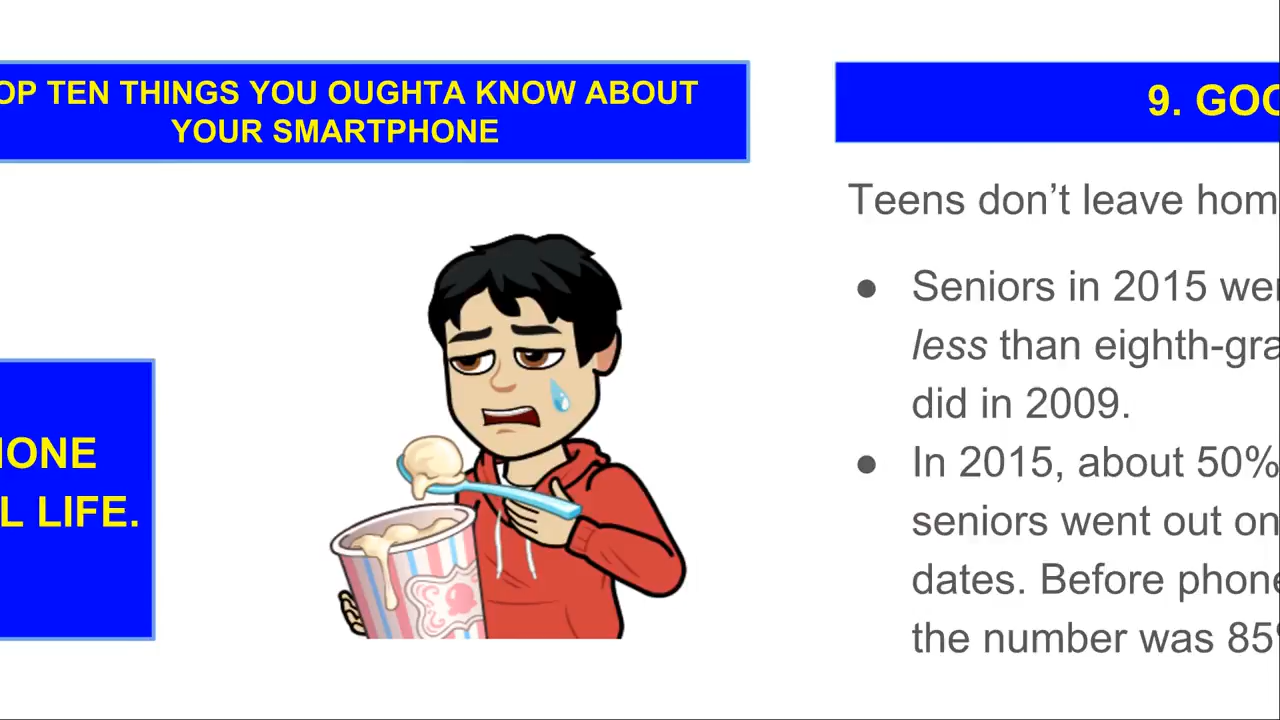 OP TEN THINGS YOU OUGHTA KNOW ABOUT
YOUR SMARTPHONE
ONE
L LIFE.
9. GOO
Teens don’t leave hom
● Seniors in 2015 wer
less than eighth-gra
did in 2009.
● In 2015, about 50%
seniors went out on
dates. Before phone
the number was 85%